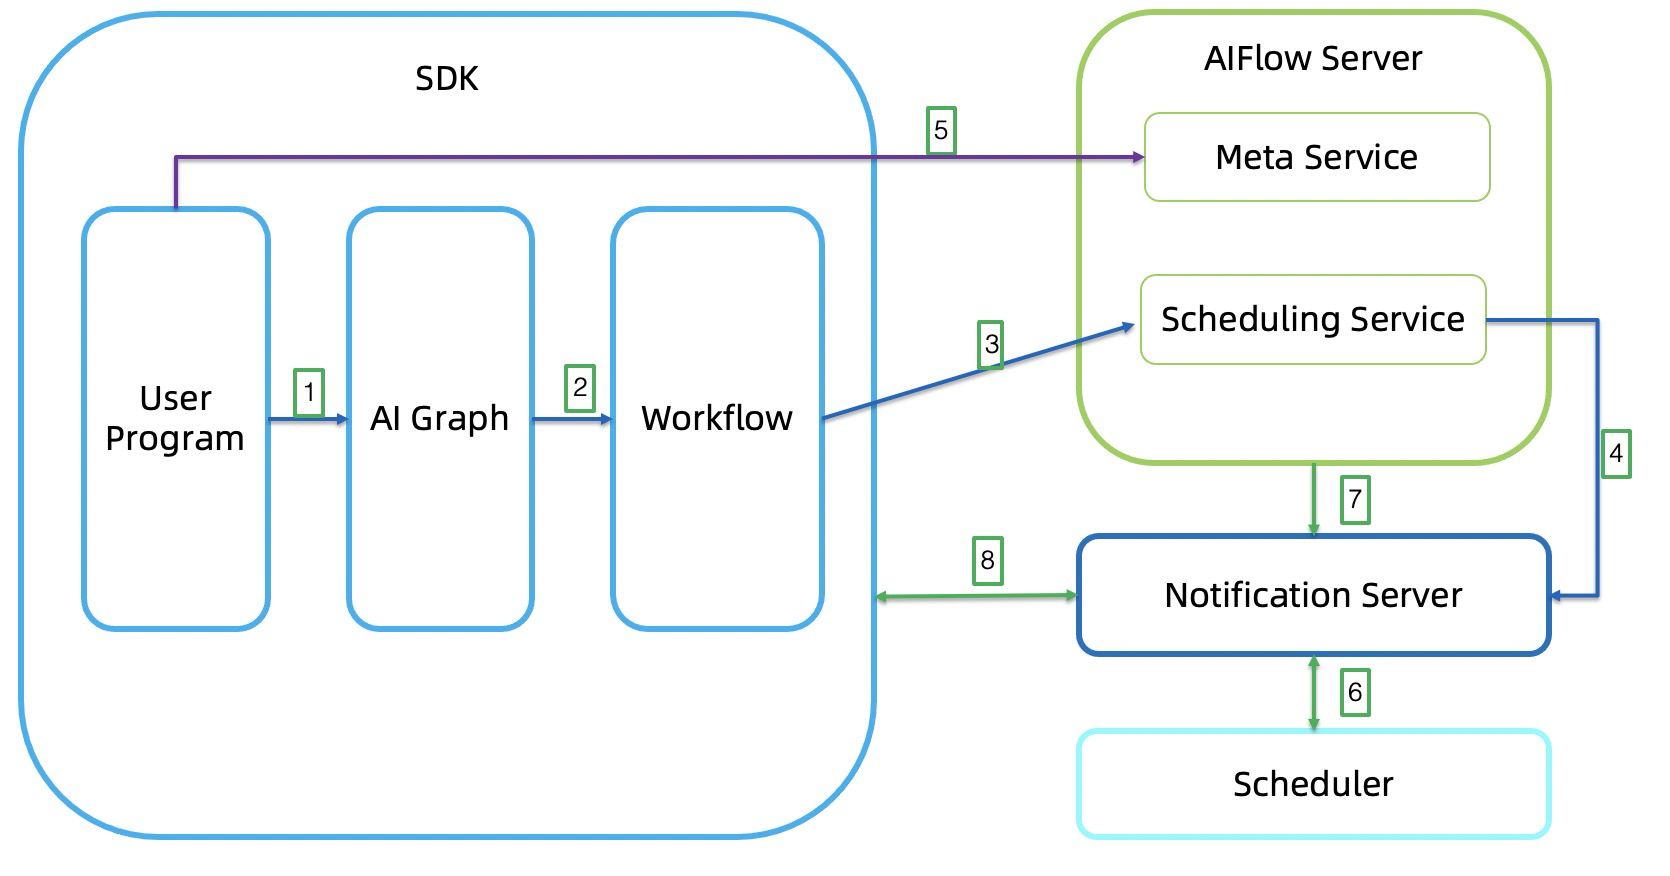 SDK
AIFlow Server
5
Meta Service
Scheduling Service
3
User
Program
1
AI Graph
2
Workflow
4
7
8
Notification Server
6
Scheduler